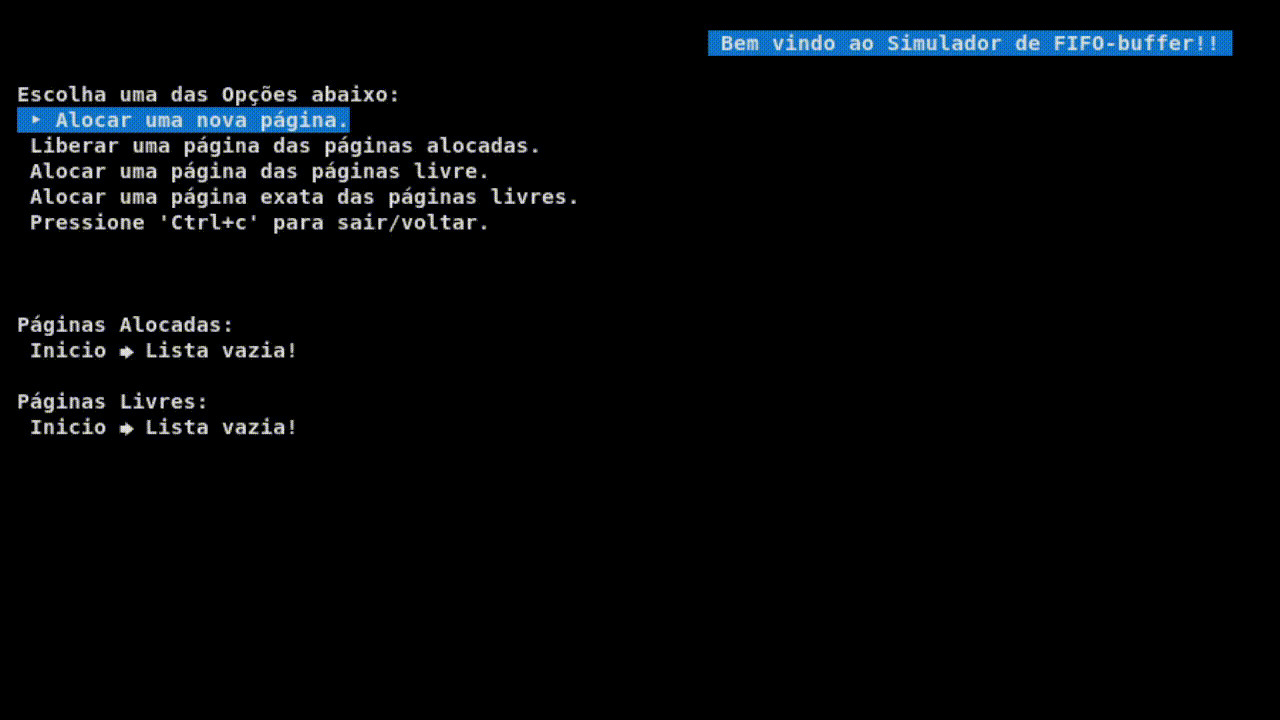 Bem vindo ao Simulador de FIFO-buffer!!
Escolha uma das Opções abaixo:
‣ Alocar uma nova página.
Liberar uma página das páginas alocadas.
Alocar uma página das páginas livre.
Alocar uma página exata das páginas livres.
Pressione 'Ctrl+c' para sair/voltar.
Páginas Alocadas:
Inicio 🡆 Lista vazia!
Páginas Livres:
Inicio 🡆 Lista vazia!